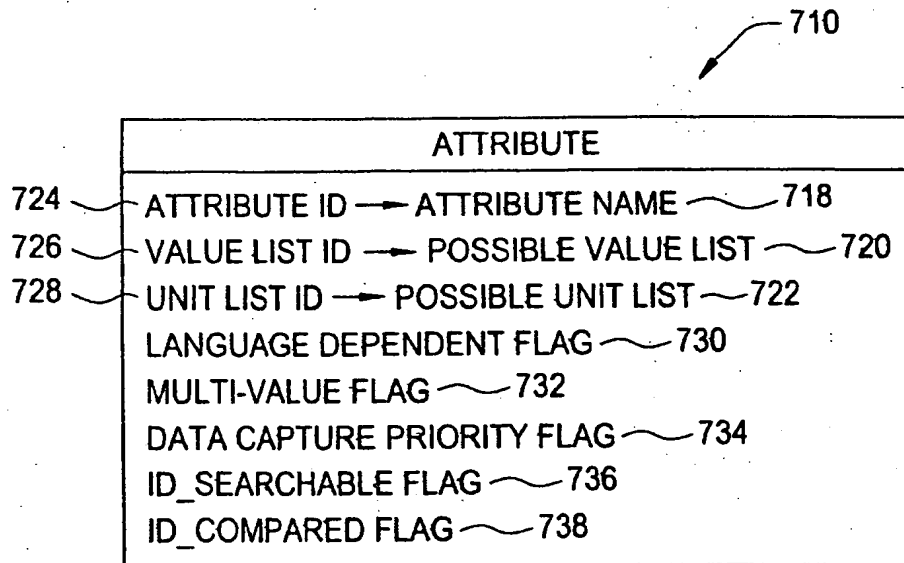 710
ATTRIBUTE
724 ATTRIBUTE ID → ATTRIBUTE NAME 718
726 VALUE LIST ID → POSSIBLE VALUE LIST 720
728 UNIT LIST ID → POSSIBLE UNIT LIST 722
LANGUAGE DEPENDENT FLAG 730
MULTI-VALUE FLAG 732
DATA CAPTURE PRIORITY FLAG 734
ID_SEARCHABLE FLAG 736
ID_COMPARED FLAG 738